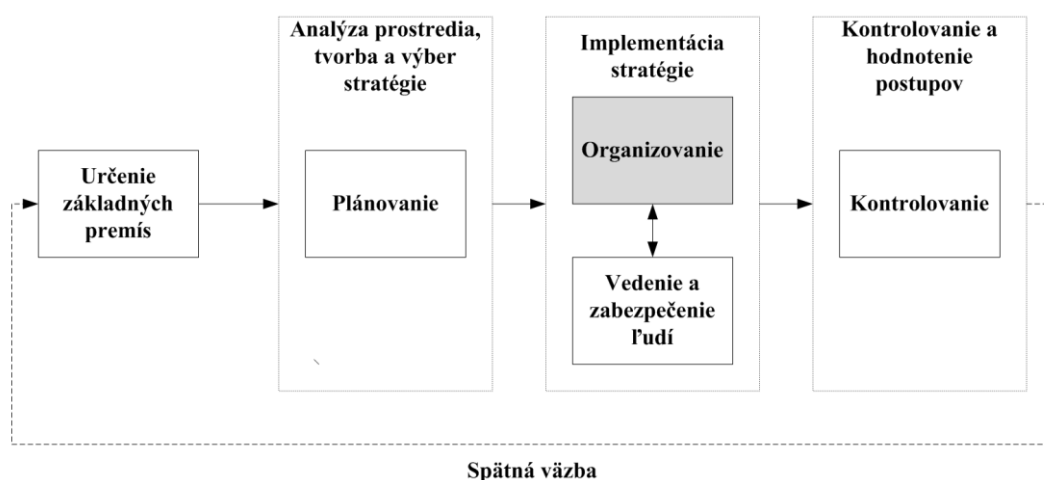 Analýza prostredia,
tvorba a výber
stratégie
Implementácia
stratégie
Kontrolovanie a
hodnotenie
postupov
Určenie
základných
premís
Plánovanie
Organizovanie
Vedenie a
zabezpečenie
ľudí
Kontrolovanie
Spätná väzba